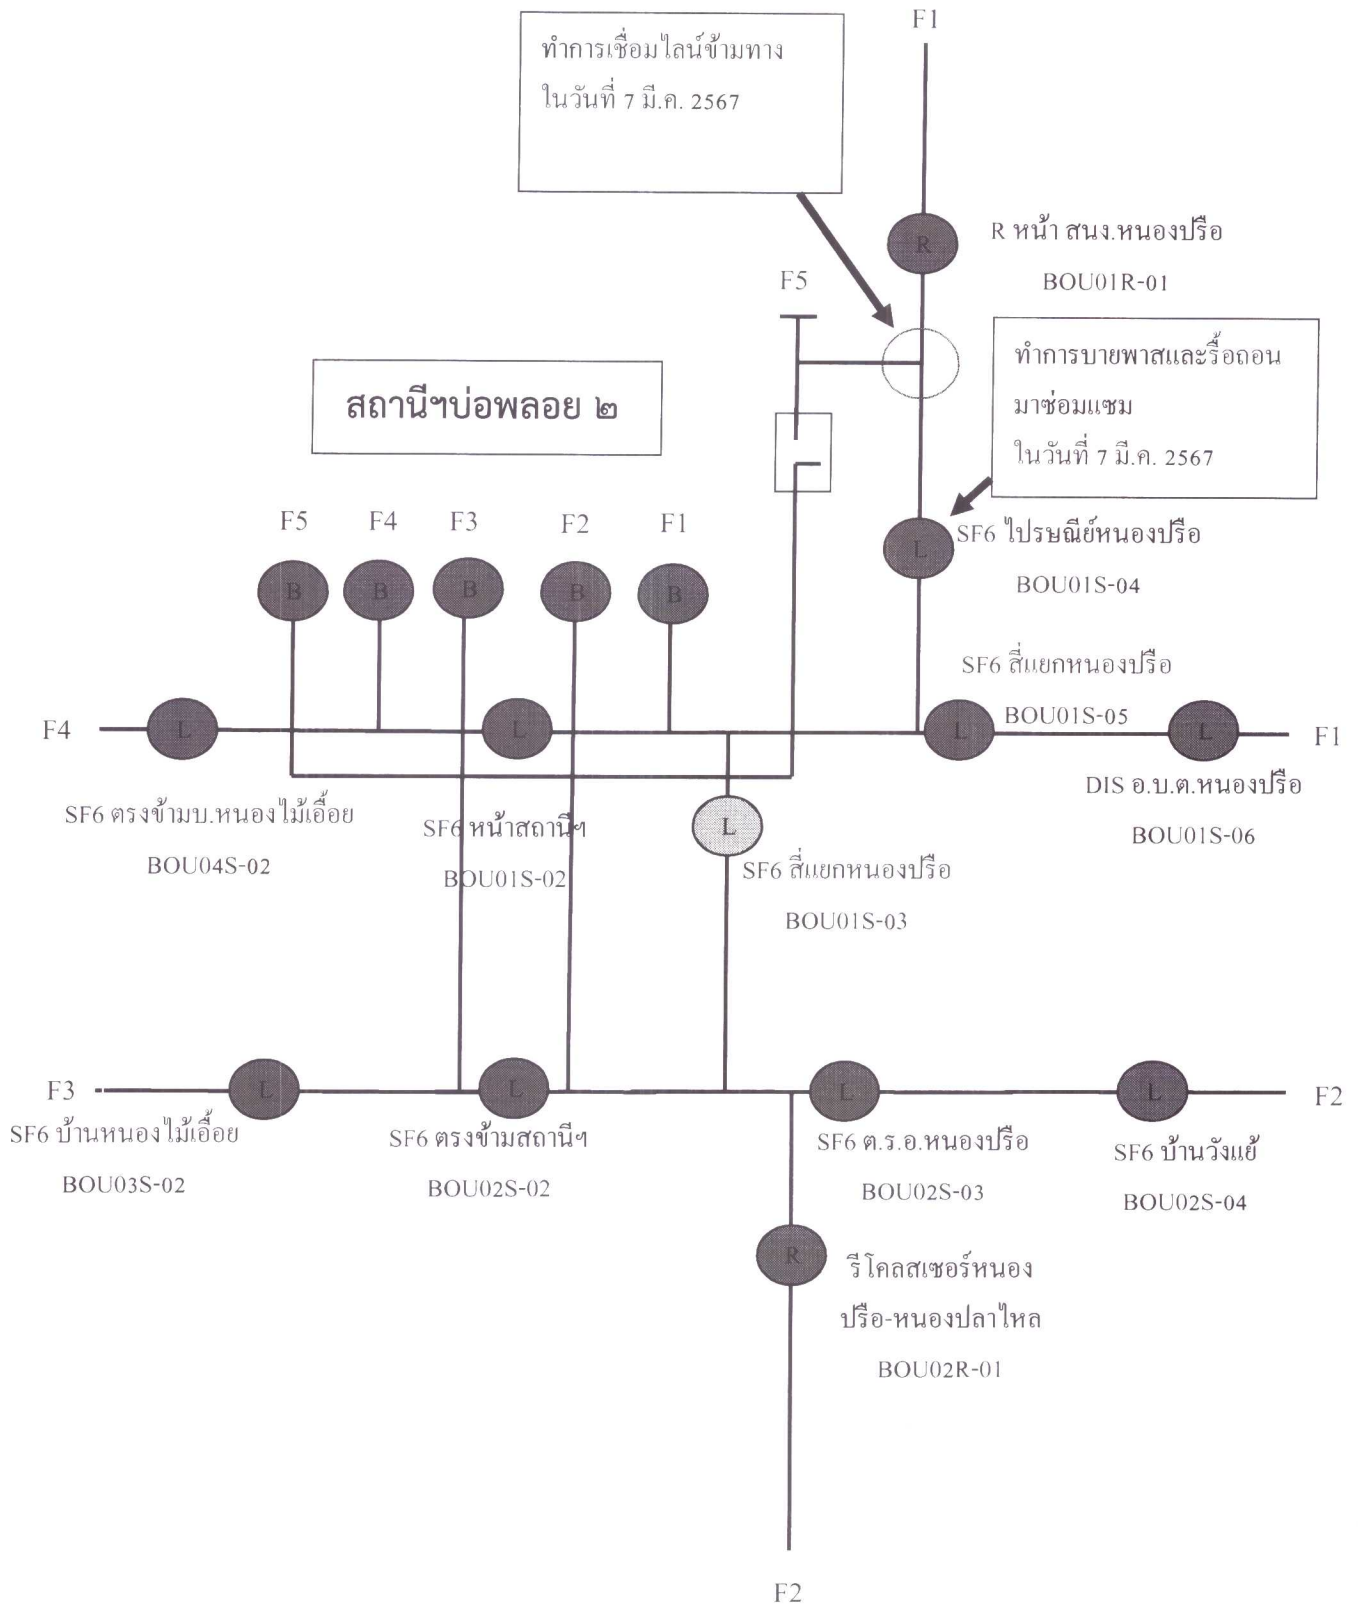 F1
ทำการเชื่อมไลน์ข้ามทาง
ในวันที่ 7 มี.ค. 2567
R
R หน้า สนง.หนองปรือ
BOU01R-01
F5
ทำการบายพาสและรื้อถอน
มาซ่อมแซม
ในวันที่ 7 มี.ค. 2567
สถานีฯบ่อพลอย ๒
F5
F4
F3
F2
F1
L
SF6 ไปรษณีย์หนองปรือ
BOU01S-04
B
B
B
B
B
SF6 สี่แยกหนองปรือ
BOU01S-05
F4
L
L
L
L
F1
DIS อ.บ.ต.หนองปรือ
BOU01S-06
SF6 ตรงข้ามบ.หนองไม้เอื้อย
BOU04S-02
SF6 หน้าสถานีฯ
BOU01S-02
L
SF6 สี่แยกหนองปรือ
BOU01S-03
F3
L
L
L
L
F2
SF6 บ้านหนองไม้เอื้อย
BOU03S-02
SF6 ตรงข้ามสถานีฯ
BOU02S-02
SF6 ต.ร.อ.หนองปรือ
BOU02S-03
SF6 บ้านวังแย้
BOU02S-04
R
รีโคลสเซอร์หนอง
ปรือ-หนองปลาไหล
BOU02R-01
F2